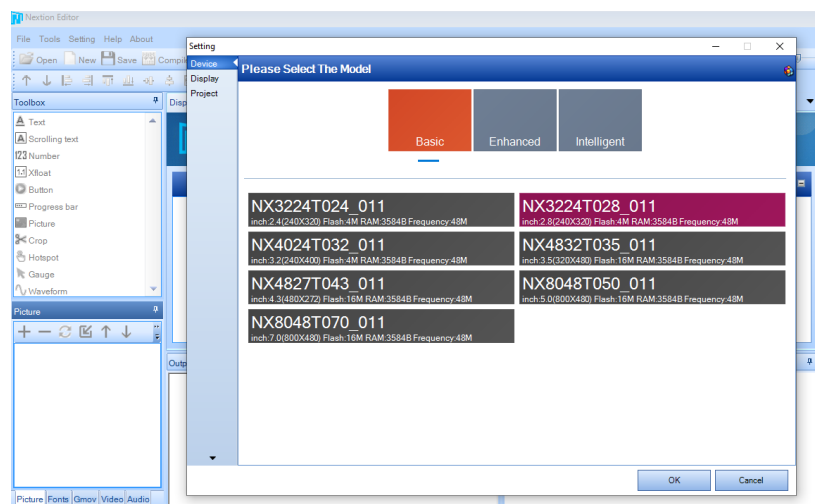 Nextion Editor
File Tools Setting Help About
Open New Save Compil
Toolbox
Disp
Text
Scrolling text
Number
Xfloat
Button
Progress bar
Picture
Crop
Hotspot
Gauge
Waveform
Picture
Outp
Picture Fonts Gmov Video Audio
Setting
Device
Display
Project
Please Select The Model
Basic Enhanced Intelligent
NX3224T024_011
inch:2.4(240X320) Flash:4M RAM:3584B Frequency:48M
NX3224T028_011
inch:2.8(240X320) Flash:4M RAM:3584B Frequency:48M
NX4024T032_011
inch:3.2(240X400) Flash:4M RAM:3584B Frequency:48M
NX4832T035_011
inch:3.5(320X480) Flash:16M RAM:3584B Frequency:48M
NX4827T043_011
inch:4.3(480X272) Flash:16M RAM:3584B Frequency:48M
NX8048T050_011
inch:5.0(800X480) Flash:16M RAM:3584B Frequency:48M
NX8048T070_011
inch:7.0(800X480) Flash:16M RAM:3584B Frequency:48M
OK Cancel